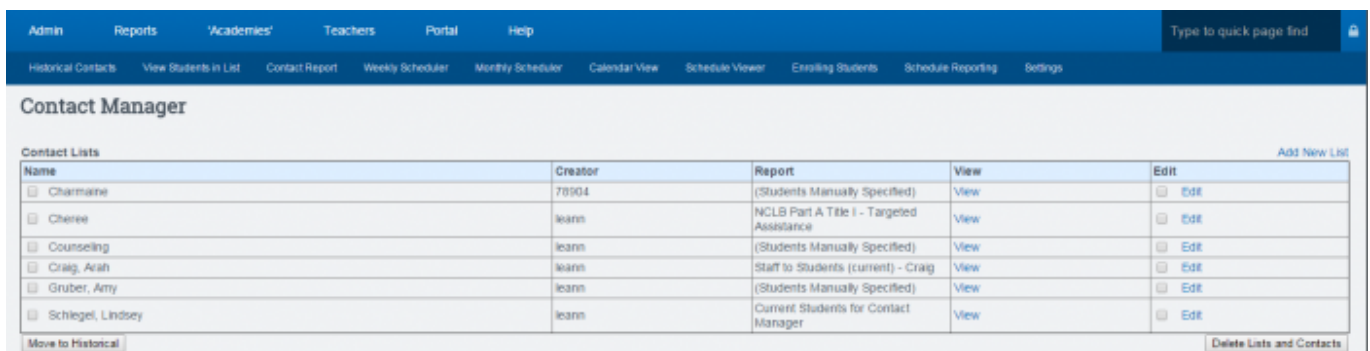 Admin Reports 'Academies' Teachers Portal Help Type to quick page find
Historical Contacts View Students in List Contact Report Weekly Scheduler Monthly Scheduler Calendar View Schedule Viewer Enrolling Students Schedule Reporting Settings
Contact Manager
Contact Lists Add New List
Name Creator Report View Edit
Charmaine 78904 (Students Manually Specified) View Edit
Cheree leann NCLB Part A Title I - Targeted View Edit
Assistance
Counseling leann (Students Manually Specified) View Edit
Craig, Arah leann Staff to Students (current) - Craig View Edit
Gruber, Amy leann (Students Manually Specified) View Edit
Schlegel, Lindsey leann Current Students for Contact View Edit
Manager
Move to Historical Delete Lists and Contacts